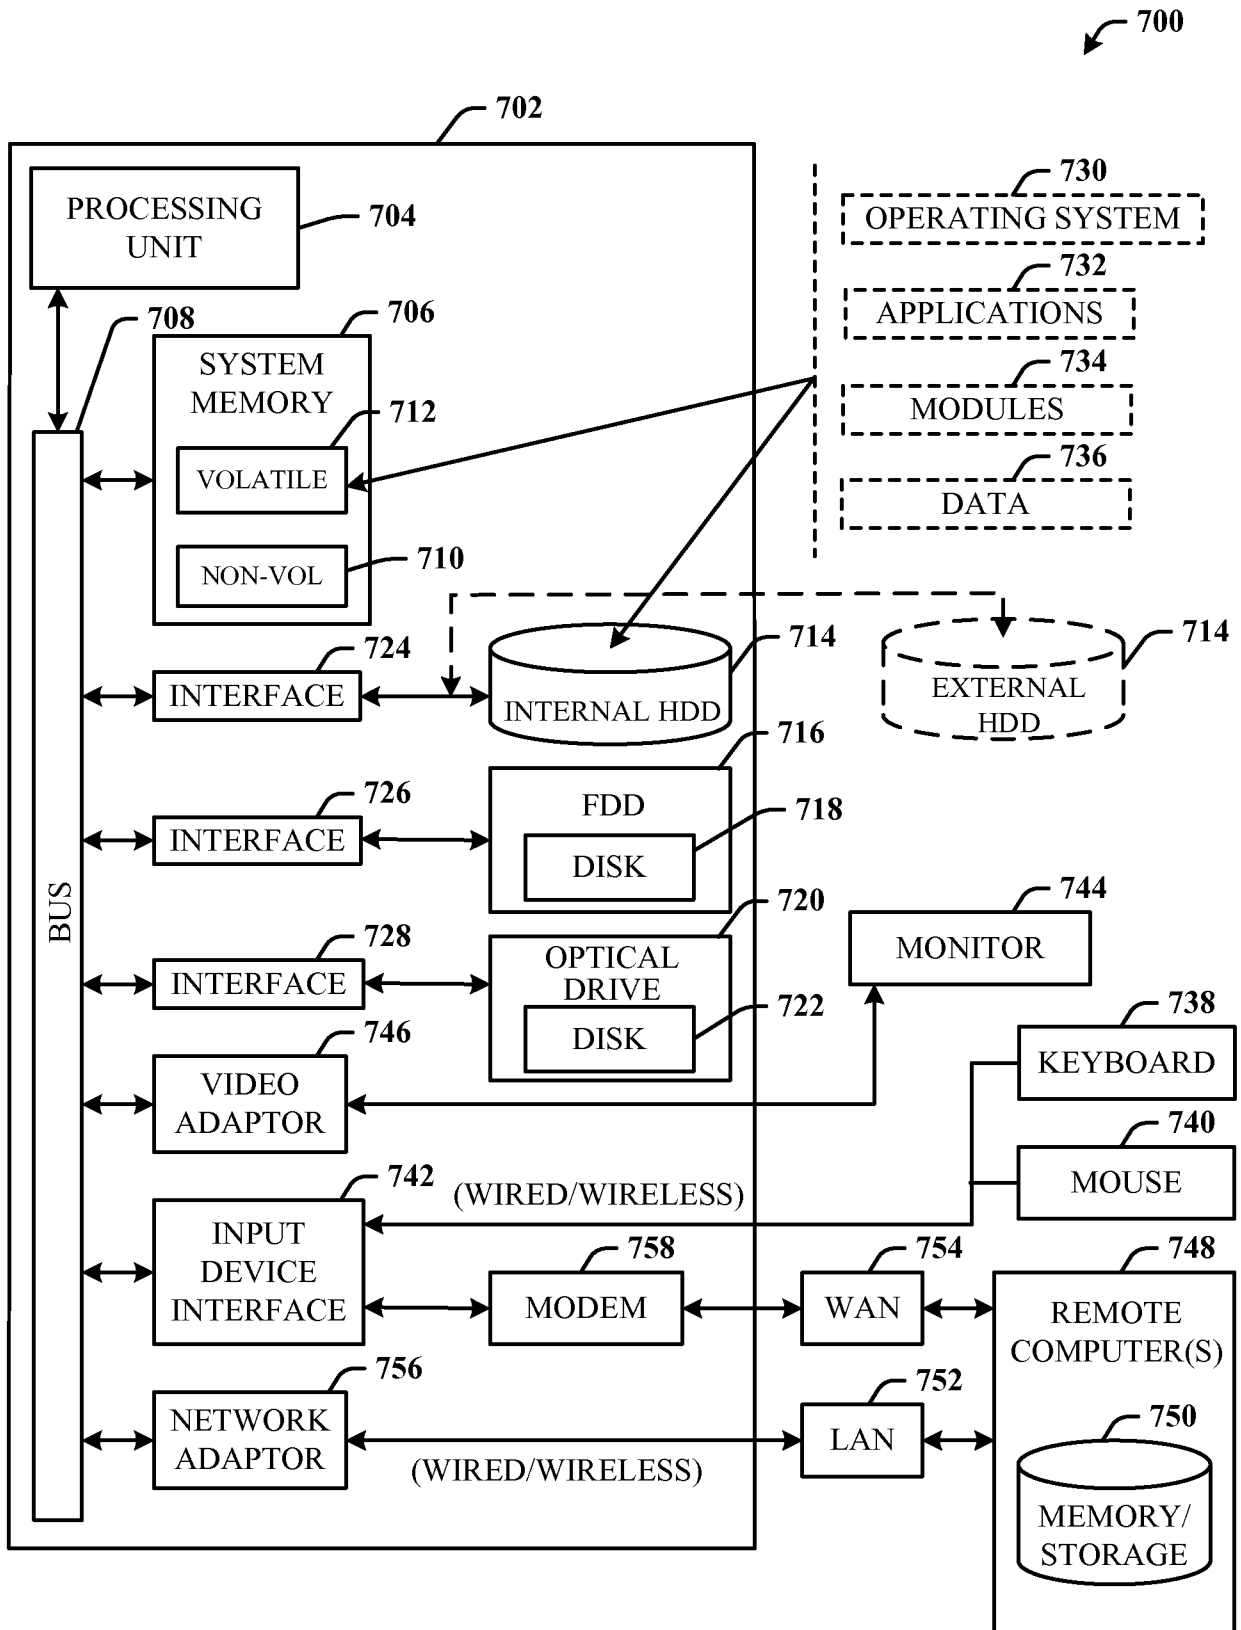 700
702
PROCESSING
UNIT
704
730
OPERATING SYSTEM
732
APPLICATIONS
734
MODULES
736
DATA
708
706
SYSTEM
MEMORY
712
VOLATILE
710
NON-VOL
BUS
724
INTERFACE
714
INTERNAL HDD
714
EXTERNAL
HDD
726
INTERFACE
716
FDD
718
DISK
728
INTERFACE
720
OPTICAL
DRIVE
722
DISK
744
MONITOR
746
VIDEO
ADAPTOR
738
KEYBOARD
740
MOUSE
742
INPUT
DEVICE
INTERFACE
(WIRED/WIRELESS)
758
MODEM
754
WAN
748
REMOTE
COMPUTER(S)
756
NETWORK
ADAPTOR
(WIRED/WIRELESS)
752
LAN
750
MEMORY/
STORAGE